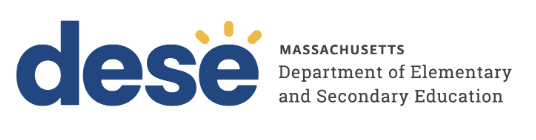 dese
MASSACHUSETTS
Department of Elementary
and Secondary Education